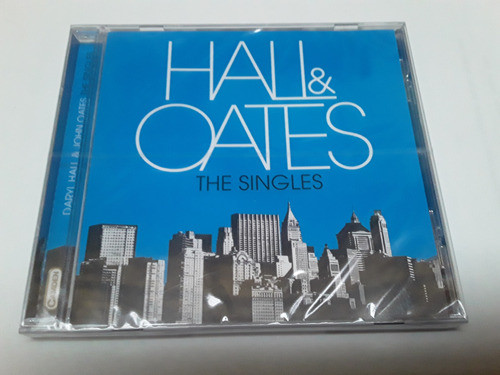 HALL
&
OATES
THE SINGLES
DARYL HALL & JOHN OATES